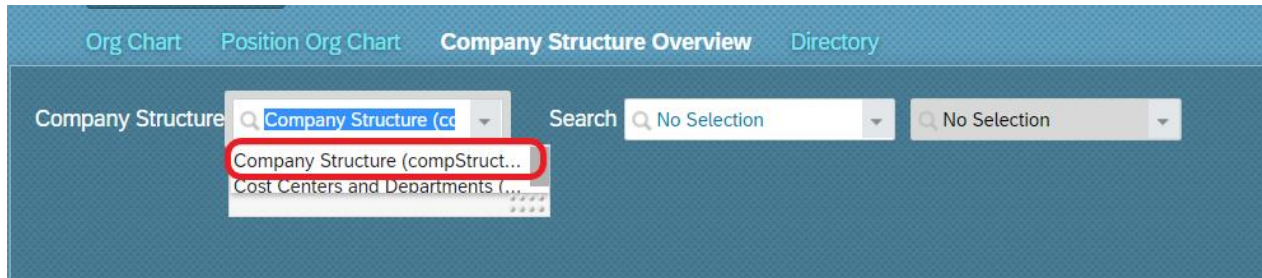 Org Chart Position Org Chart Company Structure Overview Directory
Company Structure Company Structure (cc Search No Selection No Selection
Company Structure (compStruct...
Cost Centers and Departments (...